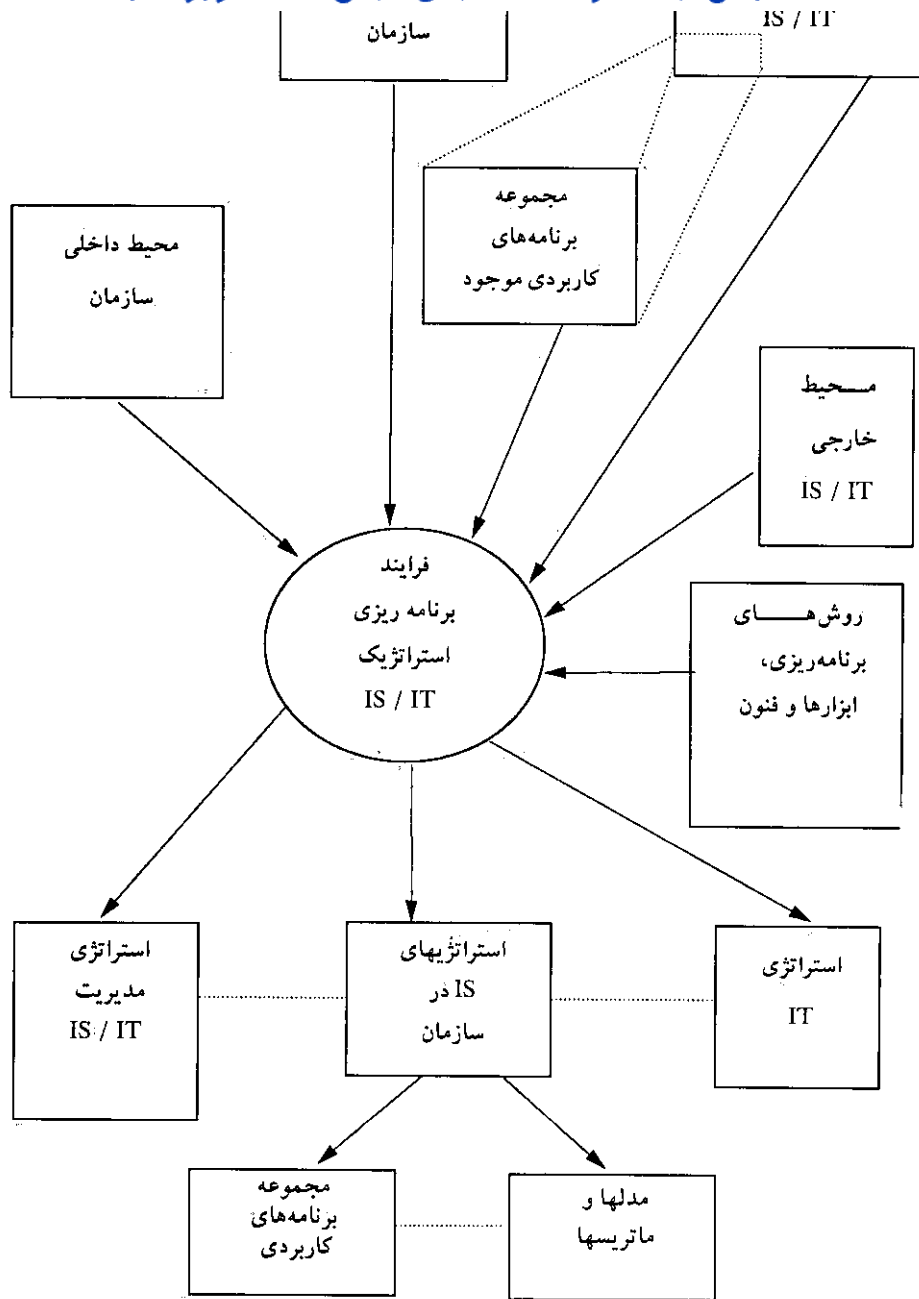 سازمان
IS / IT
مجموعه
برنامه‌های
کاربردی موجود
محیط داخلی
سازمان
مـــحیط
خارجی
IS / IT
فرایند
برنامه ریزی
استراتژیک
IS / IT
روش‌هـــــای
برنامه‌ریزی،
ابزارها و فنون
استراتژی
مدیریت
IS / IT
استراتژیهای
IS در
سازمان
استراتژی
IT
مجموعه
برنامه‌های
کاربردی
مدلها و
ماتریسها